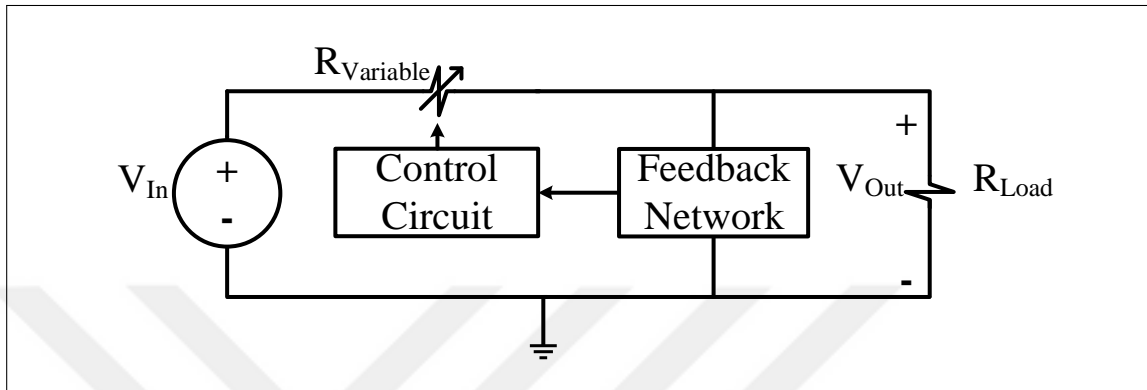 R_Variable
V_In
+
-
Control
Circuit
Feedback
Network
+
V_Out
-
R_Load